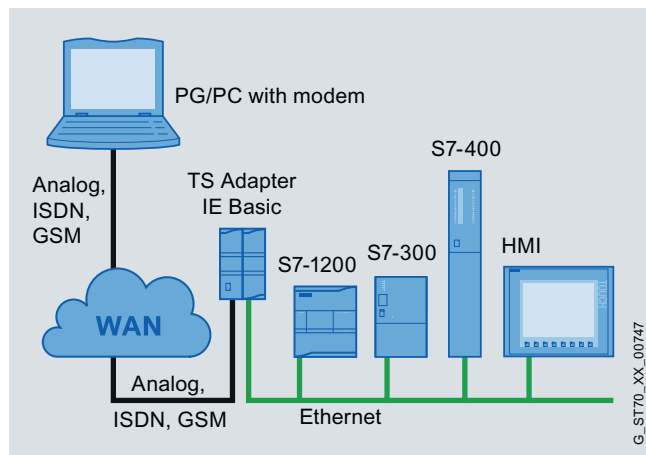 PG/PC with modem
Analog,
ISDN,
GSM
TS Adapter
IE Basic
S7-400
S7-1200
S7-300
HMI
TOUCH
WAN
Analog,
ISDN, GSM
Ethernet
G_ST70_XX_00747